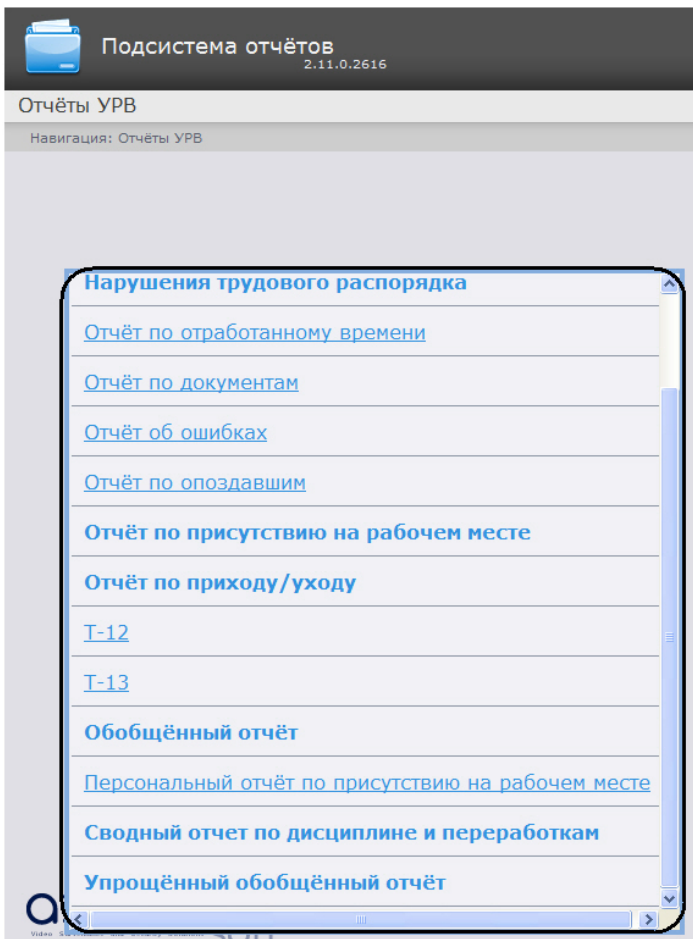 Подсистема отчётов
2.11.0.2616
Отчёты УРВ
Навигация: Отчёты УРВ
Нарушения трудового распорядка
Отчёт по отработанному времени
Отчёт по документам
Отчёт об ошибках
Отчёт по опоздавшим
Отчёт по присутствию на рабочем месте
Отчёт по приходу/уходу
Т-12
Т-13
Обобщённый отчёт
Персональный отчёт по присутствию на рабочем месте
Сводный отчет по дисциплине и переработкам
Упрощённый обобщённый отчёт